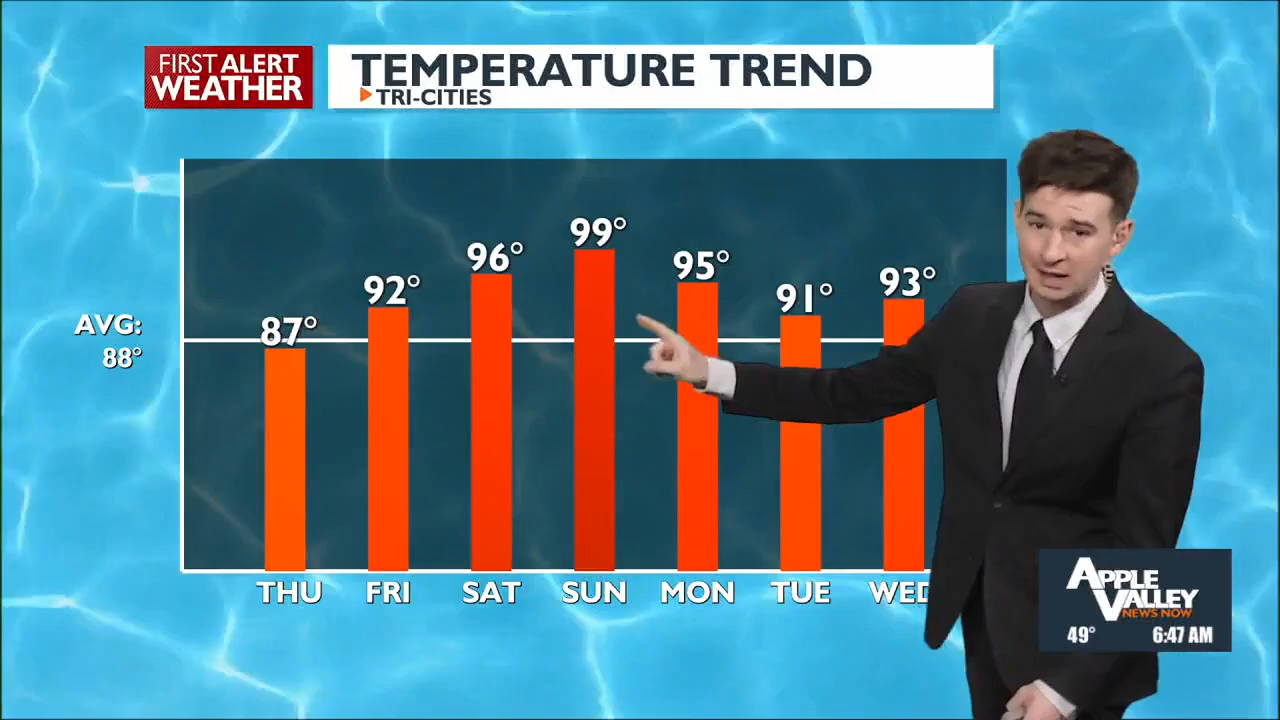 FIRST ALERT
WEATHER
TEMPERATURE TREND
TRI-CITIES
99°
96°
95°
92°
93°
91°
87°
AVG:
88°
THU FRI SAT SUN MON TUE WED
APPLE
VALLEY
NEWS NOW
49° 6:47 AM